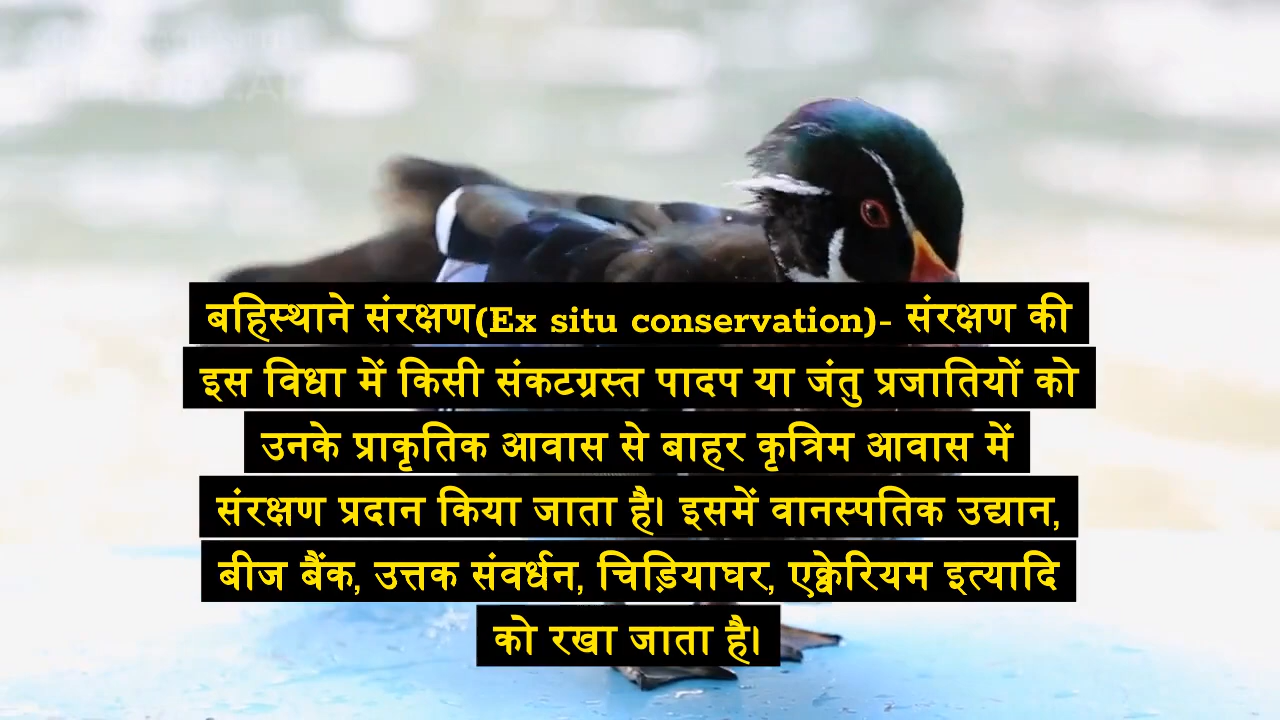 बहिस्थाने संरक्षण(Ex situ conservation)- संरक्षण की
इस विधा में किसी संकटग्रस्त पादप या जंतु प्रजातियों को
उनके प्राकृतिक आवास से बाहर कृत्रिम आवास में
संरक्षण प्रदान किया जाता है। इसमें वानस्पतिक उद्यान,
बीज बैंक, उत्तक संवर्धन, चिड़ियाघर, एक्वेरियम इत्यादि
को रखा जाता है।